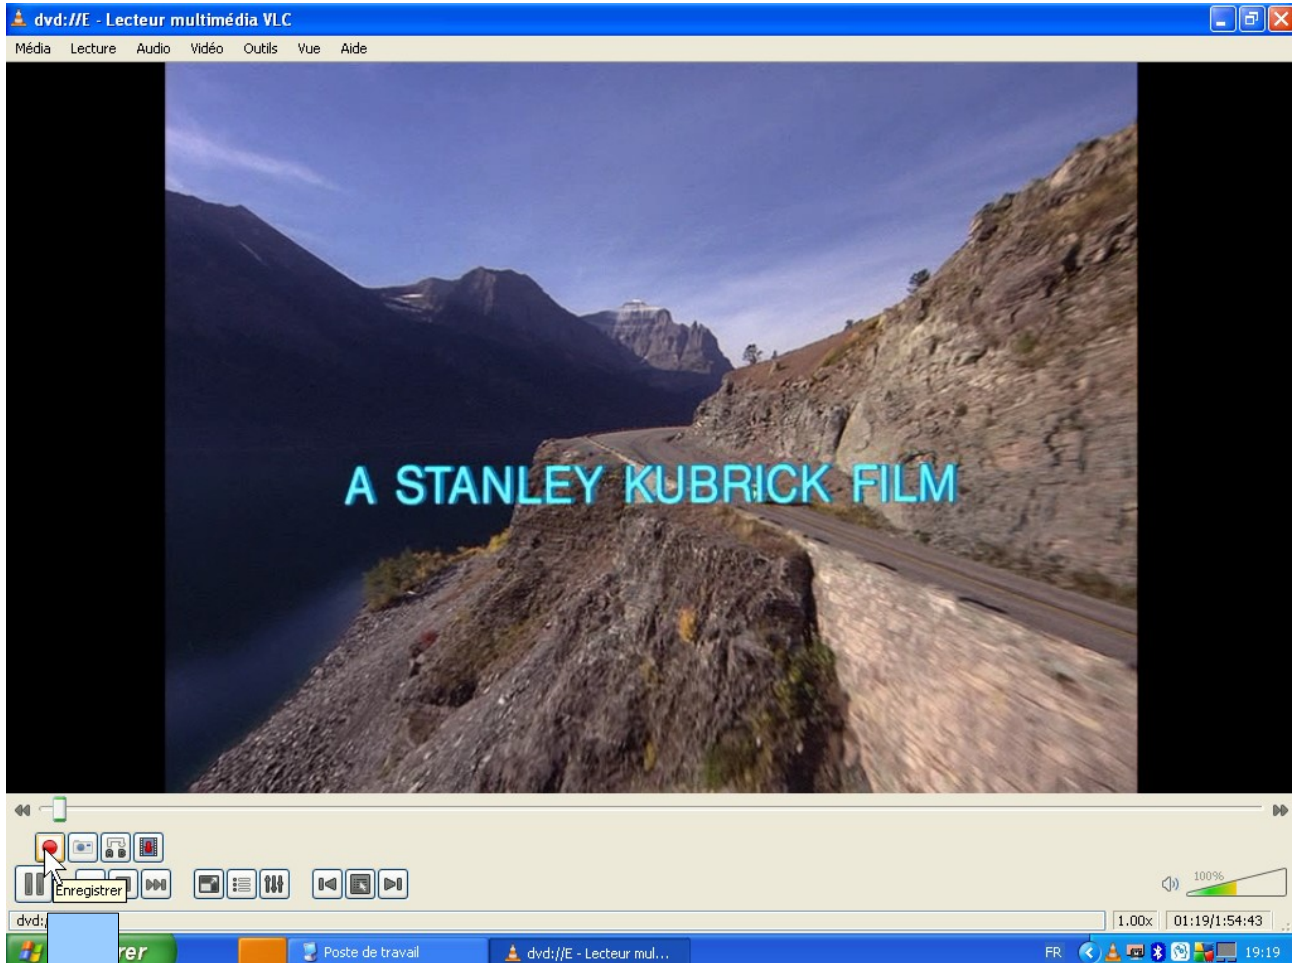 dvd://E - Lecteur multimédia VLC
Média Lecture Audio Vidéo Outils Vue Aide
A STANLEY KUBRICK FILM
Enregistrer
100%
dvd:/
1.00x 01:19/1:54:43
rer
Poste de travail
dvd://E - Lecteur mul...
FR
19:19